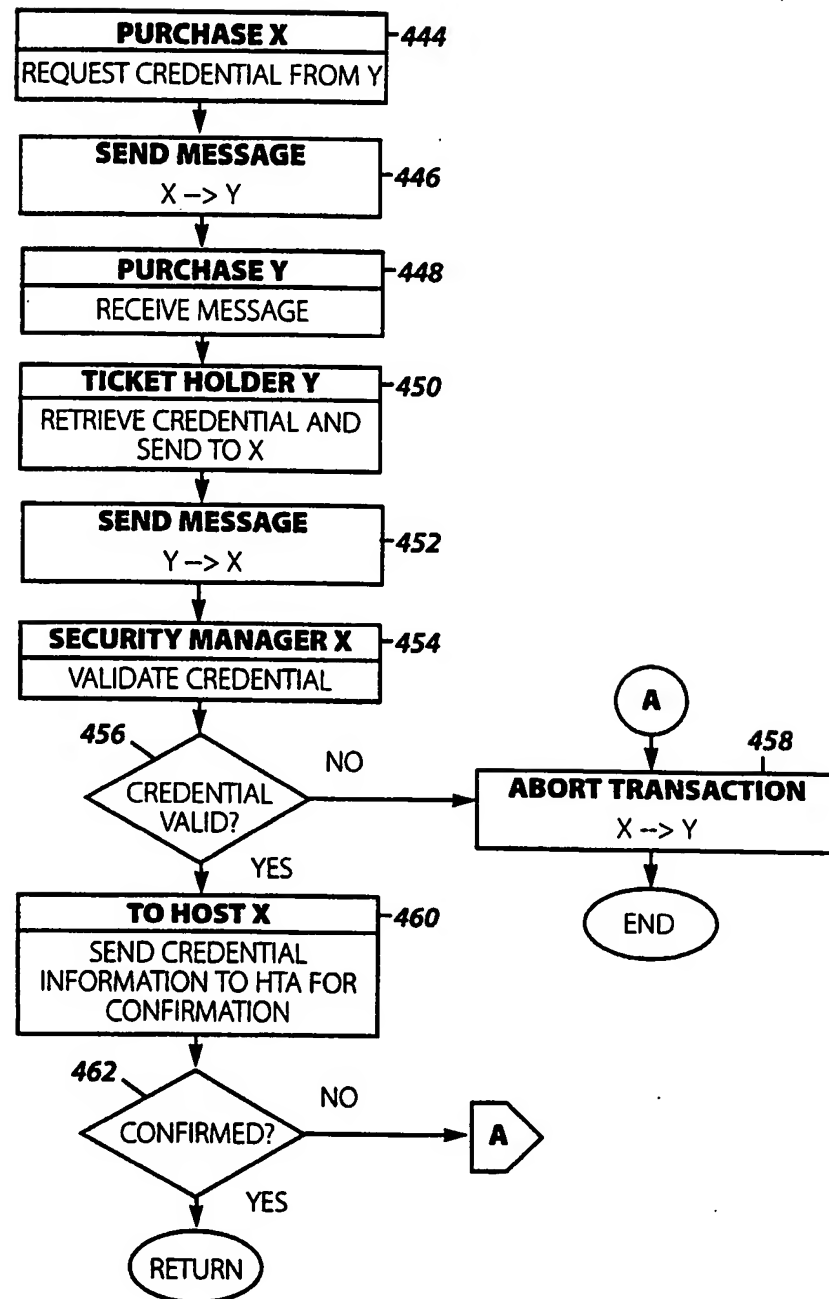 PURCHASE X
444
REQUEST CREDENTIAL FROM Y
SEND MESSAGE
446
X --> Y
PURCHASE Y
448
RECEIVE MESSAGE
TICKET HOLDER Y
450
RETRIEVE CREDENTIAL AND
SEND TO X
SEND MESSAGE
452
Y --> X
SECURITY MANAGER X
454
VALIDATE CREDENTIAL
456
CREDENTIAL
VALID?
NO
YES
A
458
ABORT TRANSACTION
X --> Y
END
TO HOST X
460
SEND CREDENTIAL
INFORMATION TO HTA FOR
CONFIRMATION
462
CONFIRMED?
NO
A
YES
RETURN